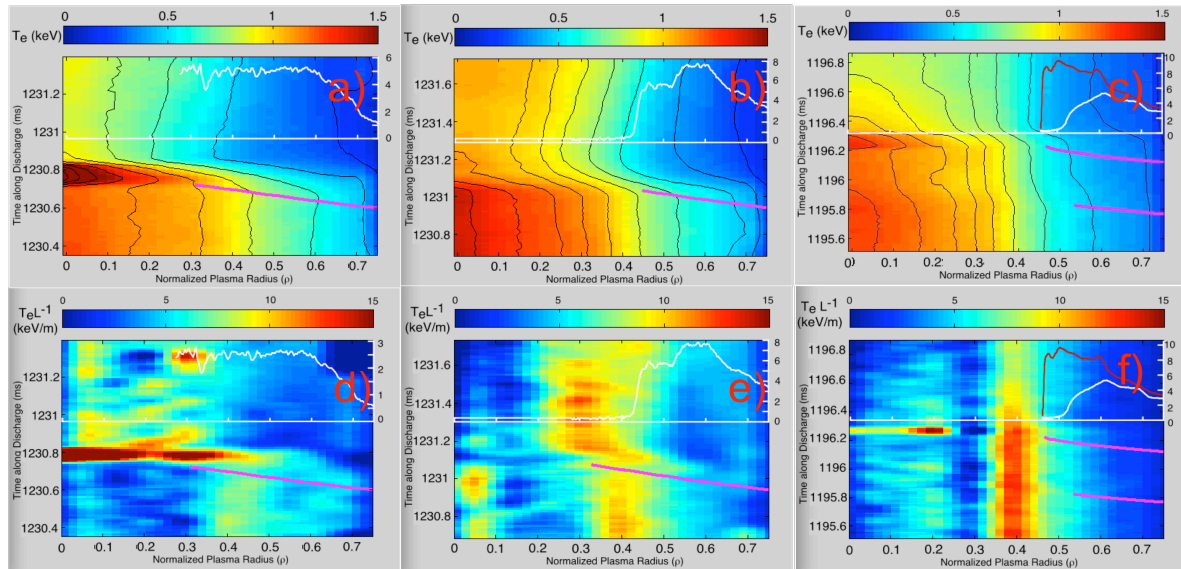 Te (keV)
0 0.5 1 1.5
a)
6
5
4
3
2
1
0
1231.2
1231
1230.8
1230.6
1230.4
Time along Discharge (ms)
0 0.1 0.2 0.3 0.4 0.5 0.6 0.7
Normalized Plasma Radius (ρ)
Te (keV)
0 0.5 1 1.5
b)
8
6
4
2
0
1231.6
1231.4
1231.2
1231
1230.8
Time along Discharge (ms)
0 0.1 0.2 0.3 0.4 0.5 0.6 0.7
Normalized Plasma Radius (ρ)
Te (keV)
0 0.5 1 1.5
c)
10
8
6
4
2
0
1196.8
1196.6
1196.4
1196.2
1196
1195.8
1195.6
Time along Discharge (ms)
0 0.1 0.2 0.3 0.4 0.5 0.6 0.7
Normalized Plasma Radius (ρ)
TeL-1
(keV/m)
0 5 10 15
d)
3
2
1
0
1231.2
1231
1230.8
1230.6
1230.4
Time along Discharge (ms)
0 0.1 0.2 0.3 0.4 0.5 0.6 0.7
Normalized Plasma Radius (ρ)
TeL-1
(keV/m)
0 5 10 15
e)
8
6
4
2
0
1231.6
1231.4
1231.2
1231
1230.8
Time along Discharge (ms)
0 0.1 0.2 0.3 0.4 0.5 0.6 0.7
Normalized Plasma Radius (ρ)
Te L-1
(keV/m)
0 5 10 15
f)
10
8
6
4
2
0
1196.8
1196.6
1196.4
1196.2
1196
1195.8
1195.6
Time along Discharge (ms)
0 0.1 0.2 0.3 0.4 0.5 0.6 0.7
Normalized Plasma Radius (ρ)